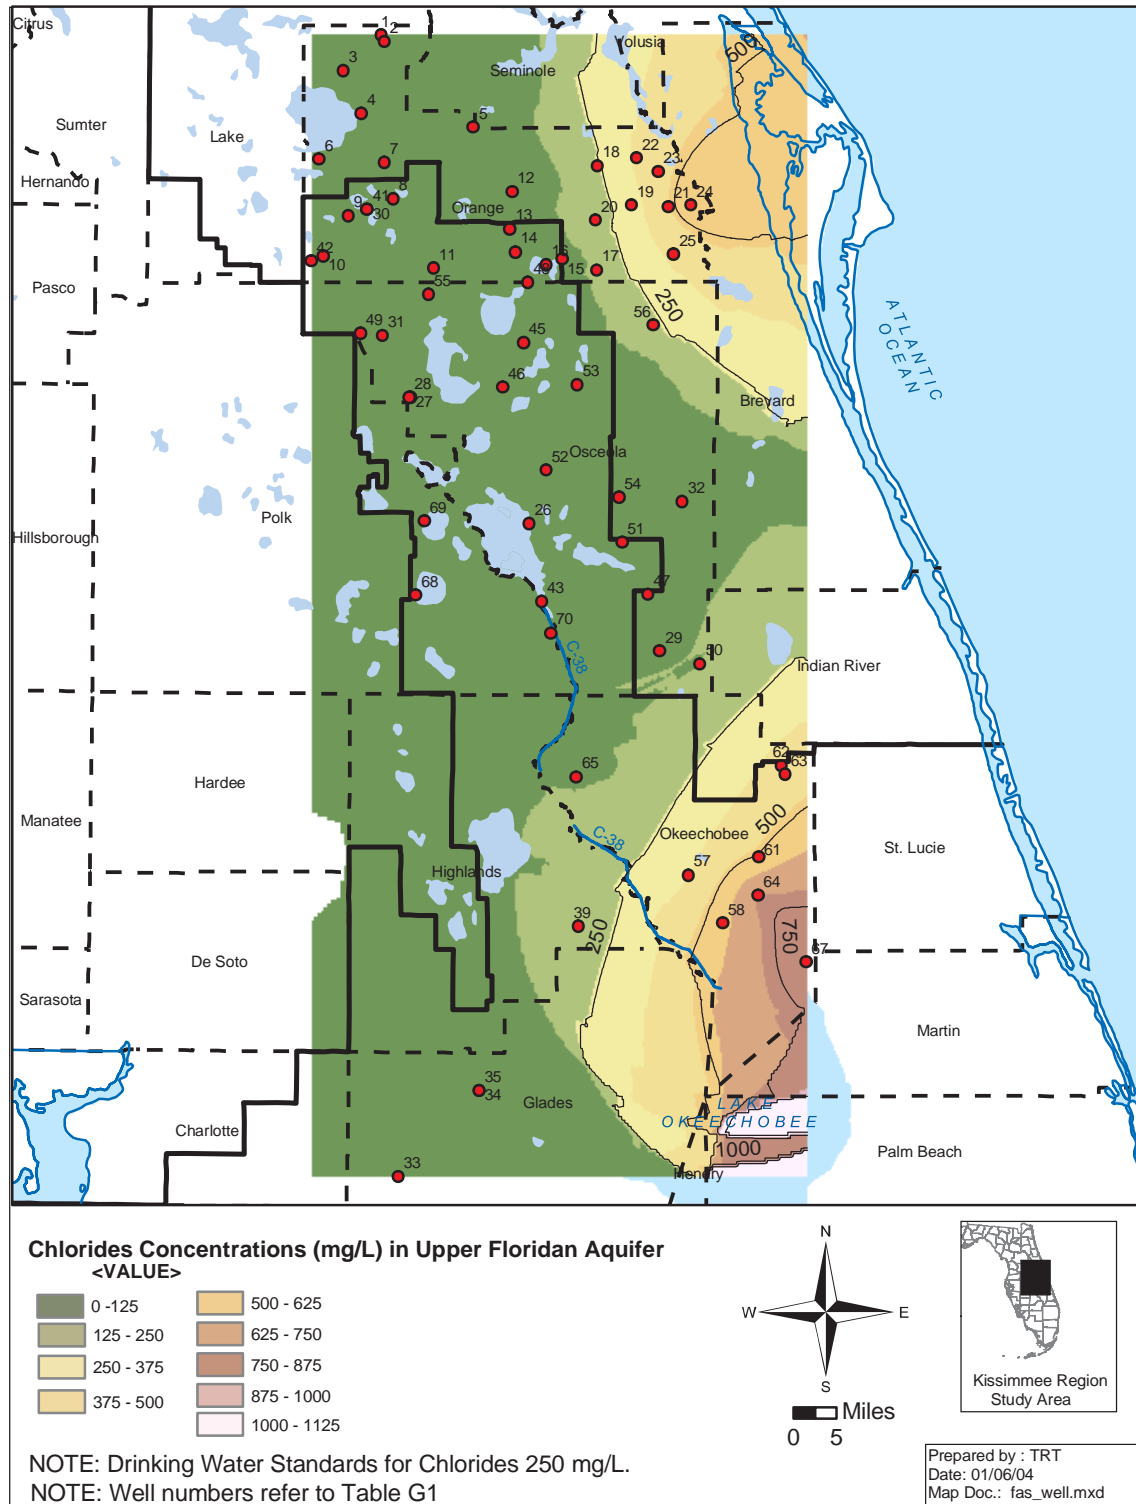 Citrus
1
2
Volusia
500
3
Seminole
4
5
Sumter
Lake
22
6
7
18
23
Hernando
12
8
41
19
21
24
9
30
Orange
20
13
14
25
42
10
11
16
17
15
40
Pasco
55
250
56
ATLANTIC
OCEAN
49
31
45
46
53
28
27
Brevard
52
Osceola
54
32
69
26
Polk
Hillsborough
51
68
43
47
70
29
50
C-38
Indian River
62
63
65
Hardee
Manatee
500
C-38
Okeechobee
St. Lucie
61
57
Highlands
64
58
39
250
750
67
De Soto
Sarasota
Martin
35
34
Glades
LAKE
OKEECHOBEE
Charlotte
1000
Palm Beach
33
Hendry
Chlorides Concentrations (mg/L) in Upper Floridan Aquifer
<VALUE>
0 -125
125 - 250
250 - 375
375 - 500
500 - 625
625 - 750
750 - 875
875 - 1000
1000 - 1125
N
W
E
S
Miles
0 5
Kissimmee Region
Study Area
NOTE: Drinking Water Standards for Chlorides 250 mg/L.
NOTE: Well numbers refer to Table G1
Prepared by : TRT
Date: 01/06/04
Map Doc.: fas_well.mxd